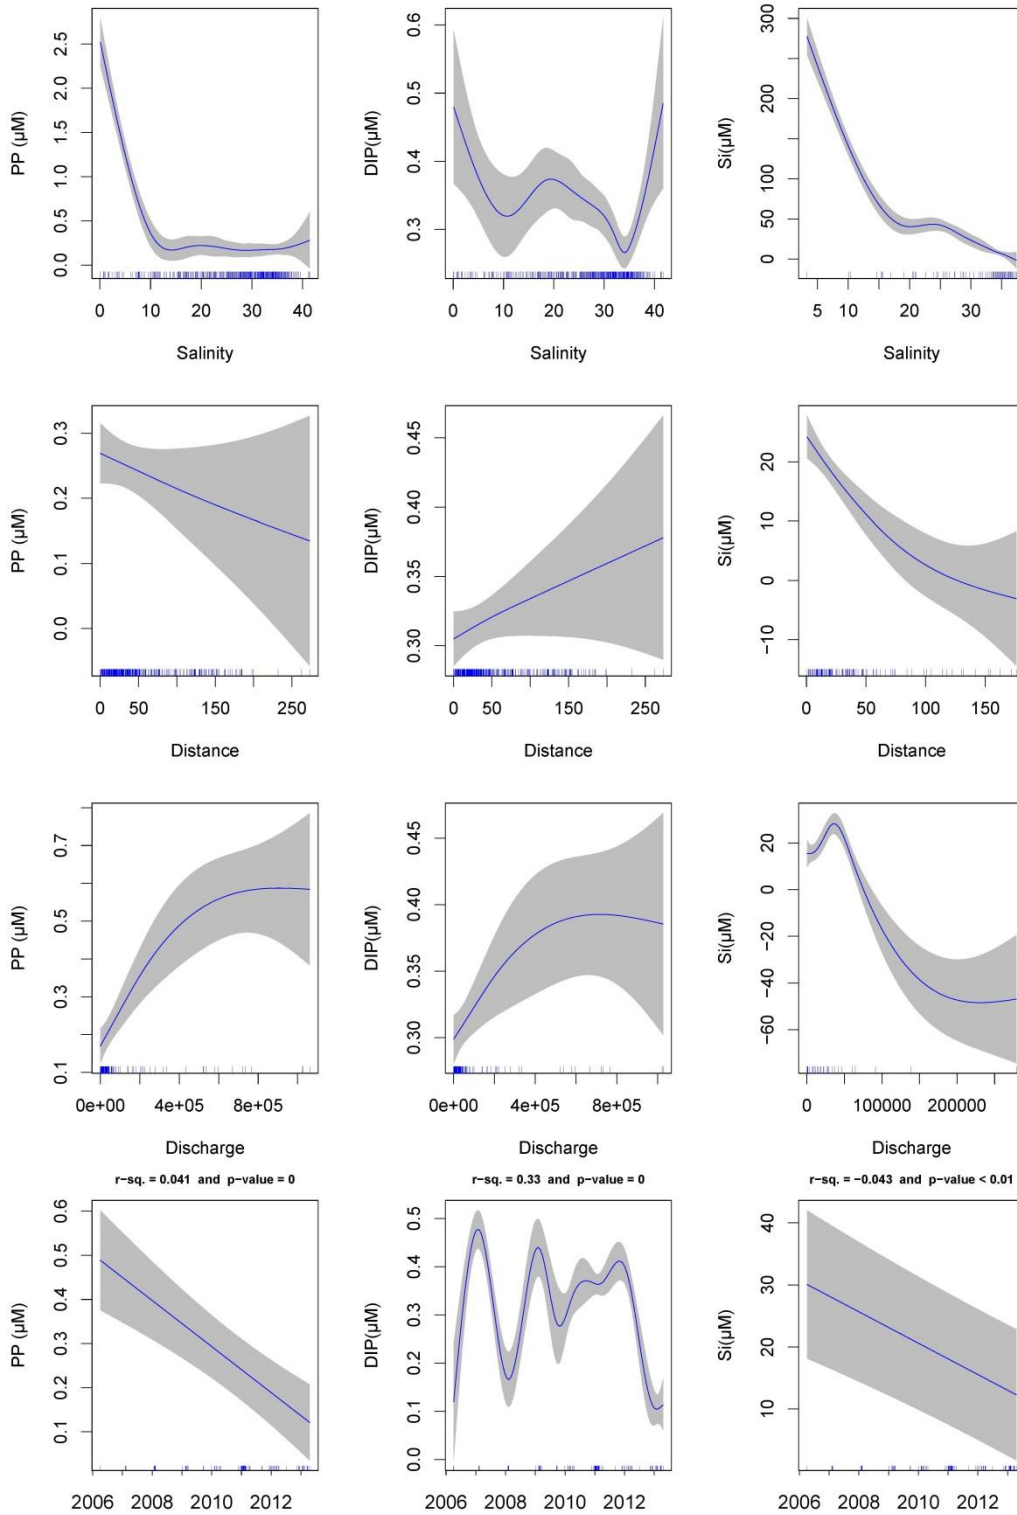 PP (µM)
0.0 0.5 1.0 1.5 2.0 2.5
0 10 20 30 40
Salinity
DIP(µM)
0.3 0.4 0.5 0.6
0 10 20 30 40
Salinity
Si(µM)
0 50 100 200 300
5 20 30
Salinity
PP (µM)
0.0 0.1 0.2 0.3
0 50 150 250
Distance
DIP(µM)
0.30 0.35 0.40 0.45
0 50 150 250
Distance
Si(µM)
−10 0 10 20
0 50 100 150
Distance
PP (µM)
0.1 0.3 0.5 0.7
0e+00 4e+05 8e+05
Discharge
DIP(µM)
0.30 0.35 0.40 0.45
0e+00 4e+05 8e+05
Discharge
Si(µM)
−60 −40 −20 0 20
0 100000 200000
Discharge
r−sq. = 0.041 and p−value = 0
PP (µM)
0.1 0.2 0.3 0.4 0.5 0.6
2006 2008 2010 2012
r−sq. = 0.33 and p−value = 0
DIP(µM)
0.0 0.1 0.2 0.3 0.4 0.5
2006 2008 2010 2012
r−sq. = −0.043 and p−value < 0.01
Si(µM)
10 20 30 40
2006 2008 2010 2012